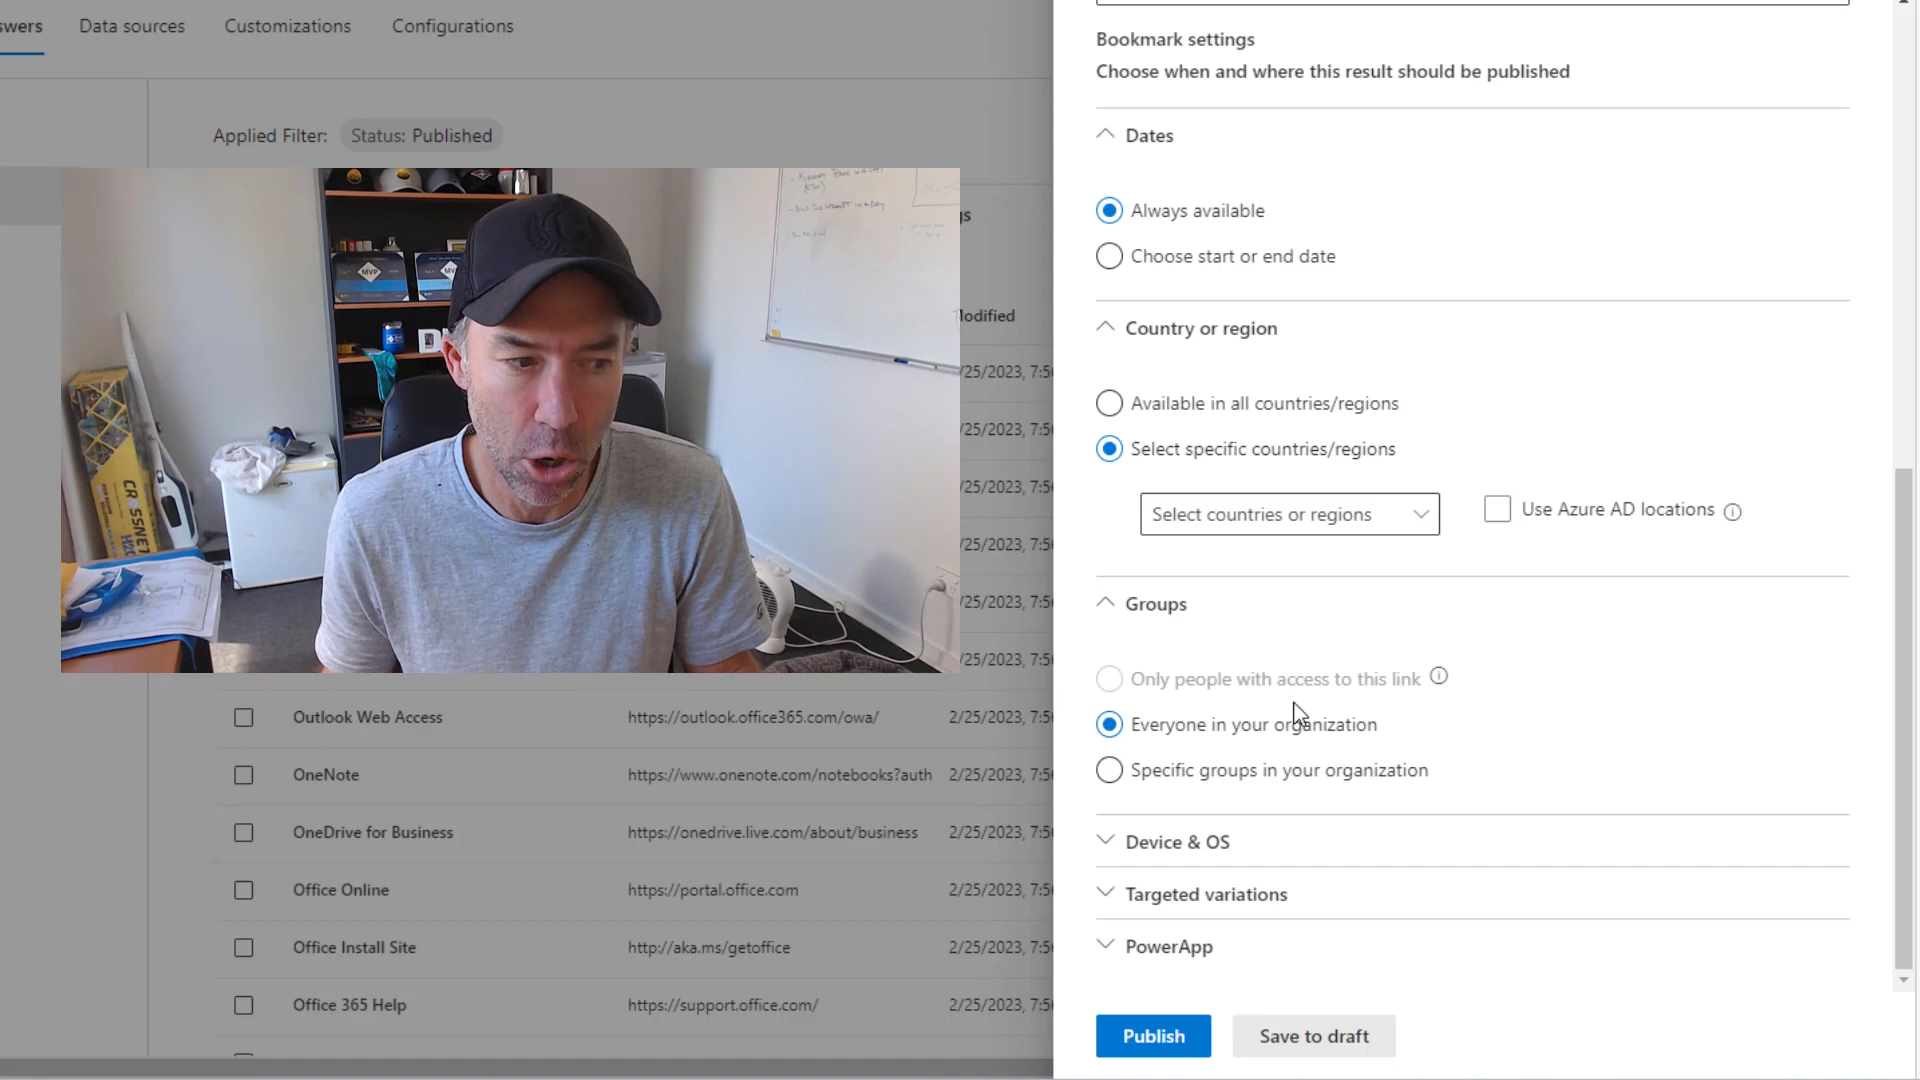 swers Data sources Customizations Configurations
Bookmark settings
Choose when and where this result should be published
Applied Filter: Status: Published
Dates
Always available
Choose start or end date
Modified
Country or region
Available in all countries/regions
Select specific countries/regions
Select countries or regions
Use Azure AD locations
Groups
Only people with access to this link
Everyone in your organization
Specific groups in your organization
Device & OS
Targeted variations
PowerApp
Publish Save to draft
MVP
MV
CROSSNET
H2O
/25/2023, 7:5
/25/2023, 7:5
/25/2023, 7:5
/25/2023, 7:5
/25/2023, 7:5
/25/2023, 7:5
Outlook Web Access https://outlook.office365.com/owa/ 2/25/2023, 7:5
OneNote https://www.onenote.com/notebooks?auth 2/25/2023, 7:5
OneDrive for Business https://onedrive.live.com/about/business 2/25/2023, 7:5
Office Online https://portal.office.com 2/25/2023, 7:5
Office Install Site http://aka.ms/getoffice 2/25/2023, 7:5
Office 365 Help https://support.office.com/ 2/25/2023, 7:5